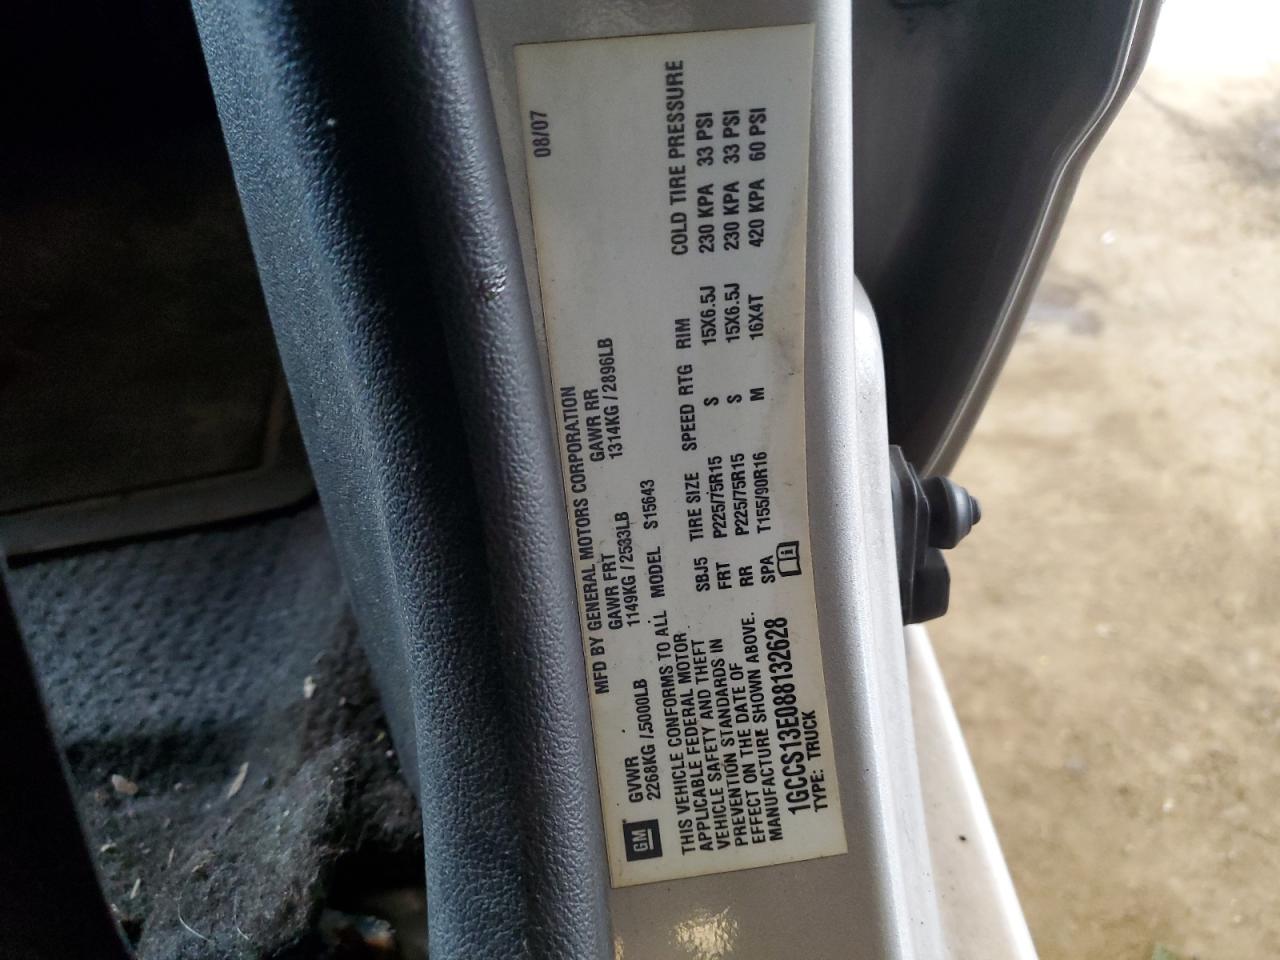 MFD BY GENERAL MOTORS CORPORATION 08/07
GVWR GAWR FRT GAWR RR
2268KG / 5000LB 1149KG / 2533LB 1314KG / 2896LB
GM
THIS VEHICLE CONFORMS TO ALL
APPLICABLE FEDERAL MOTOR
VEHICLE SAFETY AND THEFT
PREVENTION STANDARDS IN
EFFECT ON THE DATE OF
MANUFACTURE SHOWN ABOVE.
1GCCS13E088132628
TYPE: TRUCK
MODEL S15643
SBJ5 TIRE SIZE SPEED RTG RIM COLD TIRE PRESSURE
FRT P225/75R15 S 15X6.5J 230 KPA 33 PSI
RR P225/75R15 S 15X6.5J 230 KPA 33 PSI
SPA T155/90R16 M 16X4T 420 KPA 60 PSI